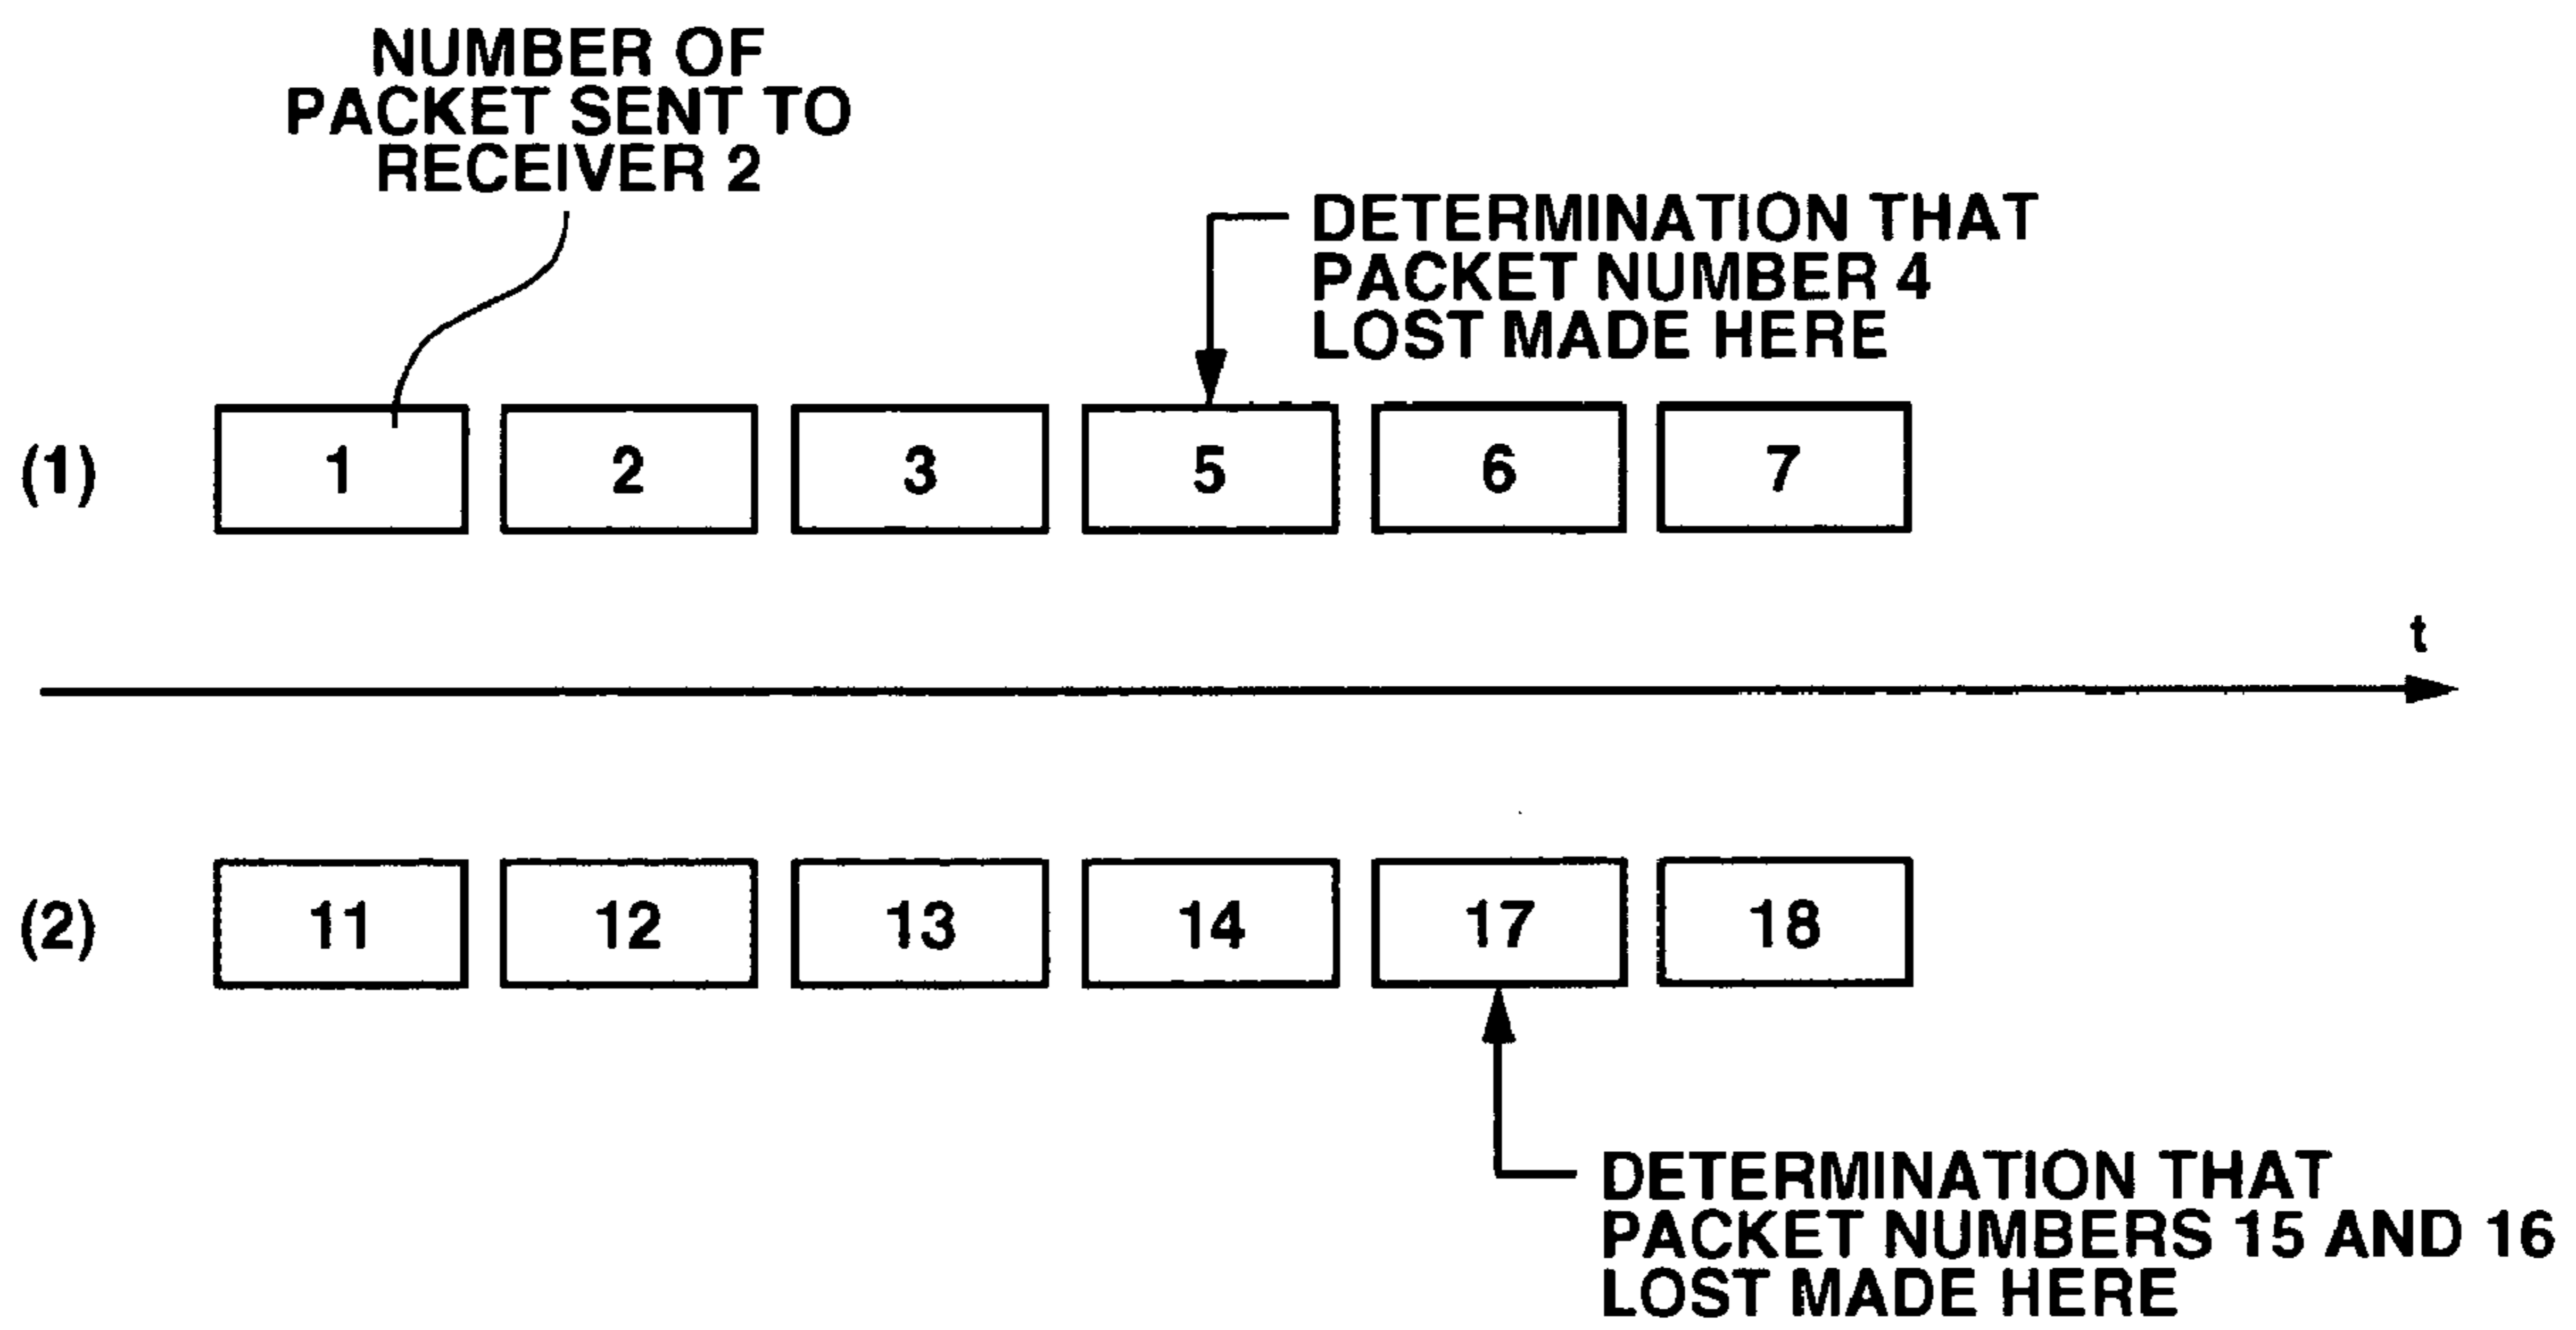 NUMBER OF
PACKET SENT TO
RECEIVER 2
DETERMINATION THAT
PACKET NUMBER 4
LOST MADE HERE
(1) 1 2 3 5 6 7
t
(2) 11 12 13 14 17 18
DETERMINATION THAT
PACKET NUMBERS 15 AND 16
LOST MADE HERE